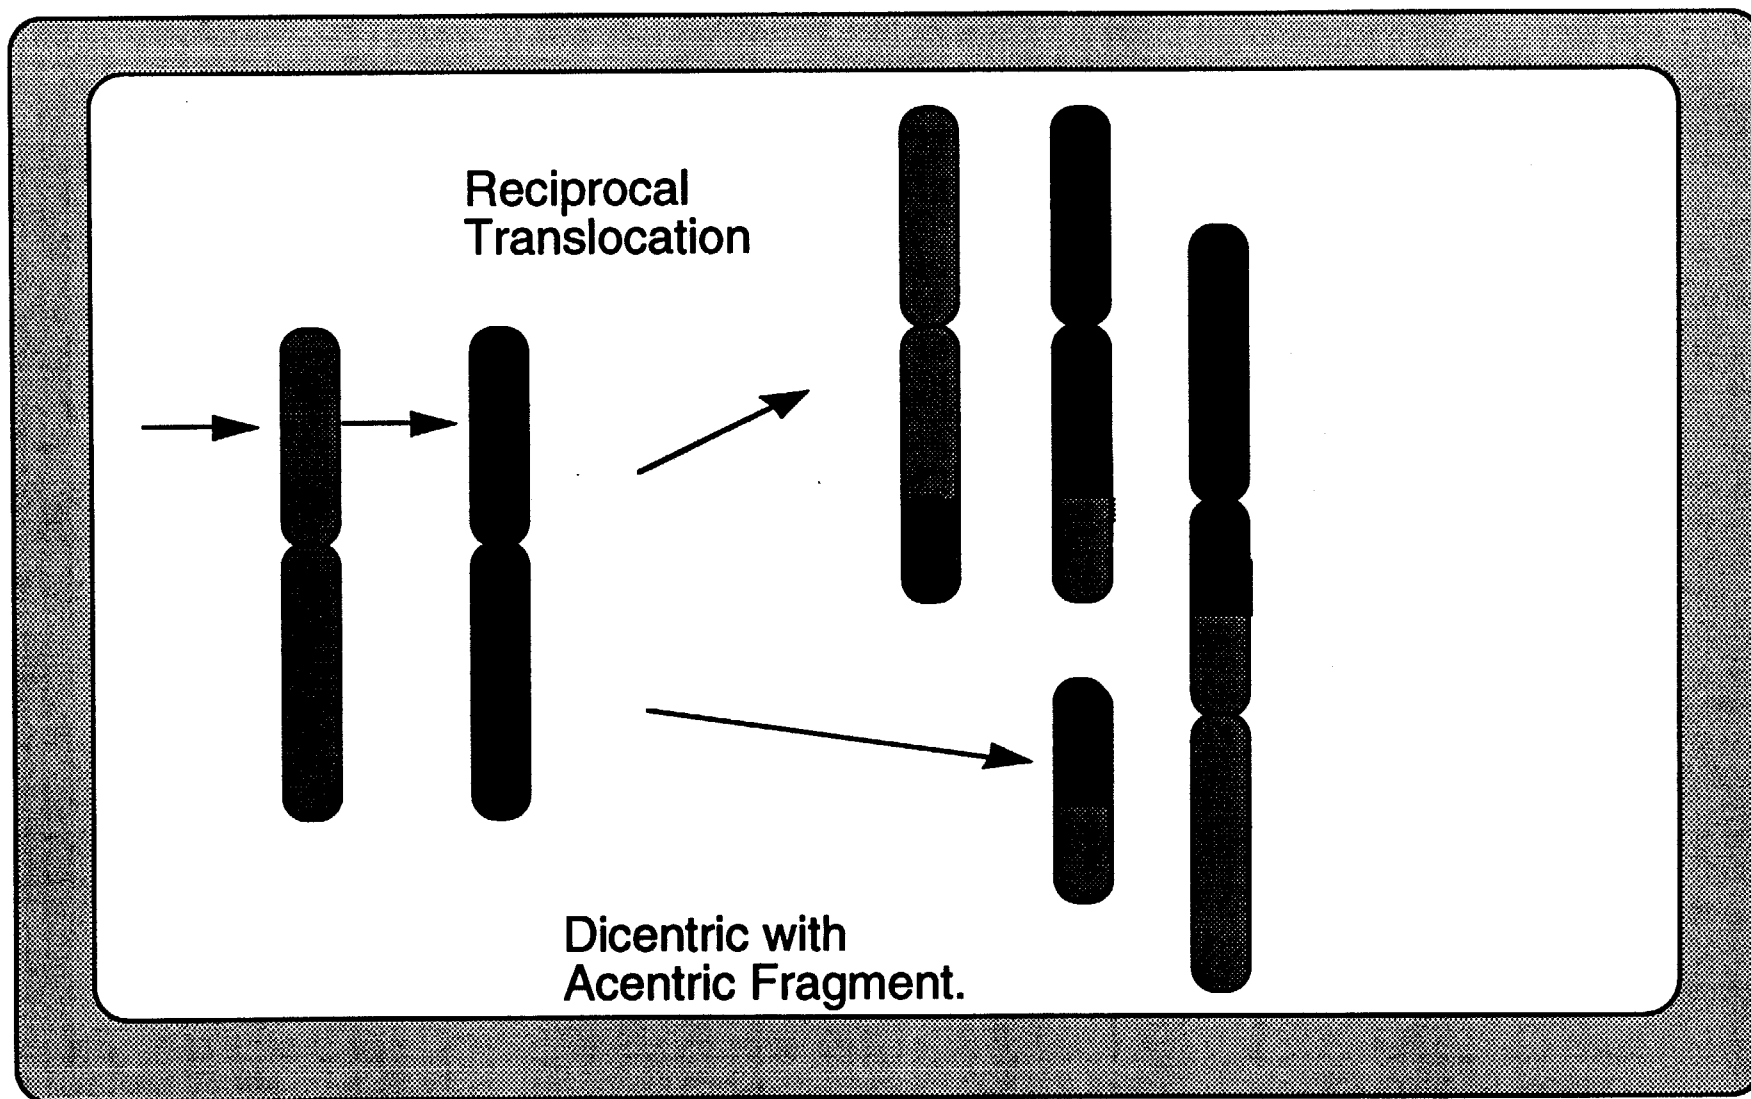 Reciprocal
Translocation
Dicentric with
Acentric Fragment.